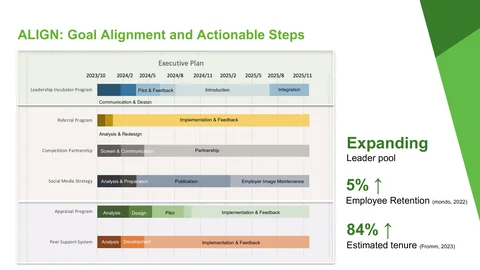 ALIGN: Goal Alignment and Actionable Steps
Executive Plan
2023/10 2024/2 2024/5 2024/8 2024/11 2025/2 2025/5 2025/8 2025/11
Leadership Incubator Program Pilot & Feedback Introduction Integration
Communication & Design
Referral Program Implementation & Feedback
Analysis & Redesign
Competition Partnership Screen & Communication Partnership
Social Media Strategy Analysis & Preparation Publication Employer Image Maintenance
Appraisal Program Analysis Design Pilot Implementation & Feedback
Peer Support System Analysis Development Implementation & Feedback
Expanding
Leader pool
5% ↑
Employee Retention (mondo, 2022)
84% ↑
Estimated tenure (Fromm, 2023)